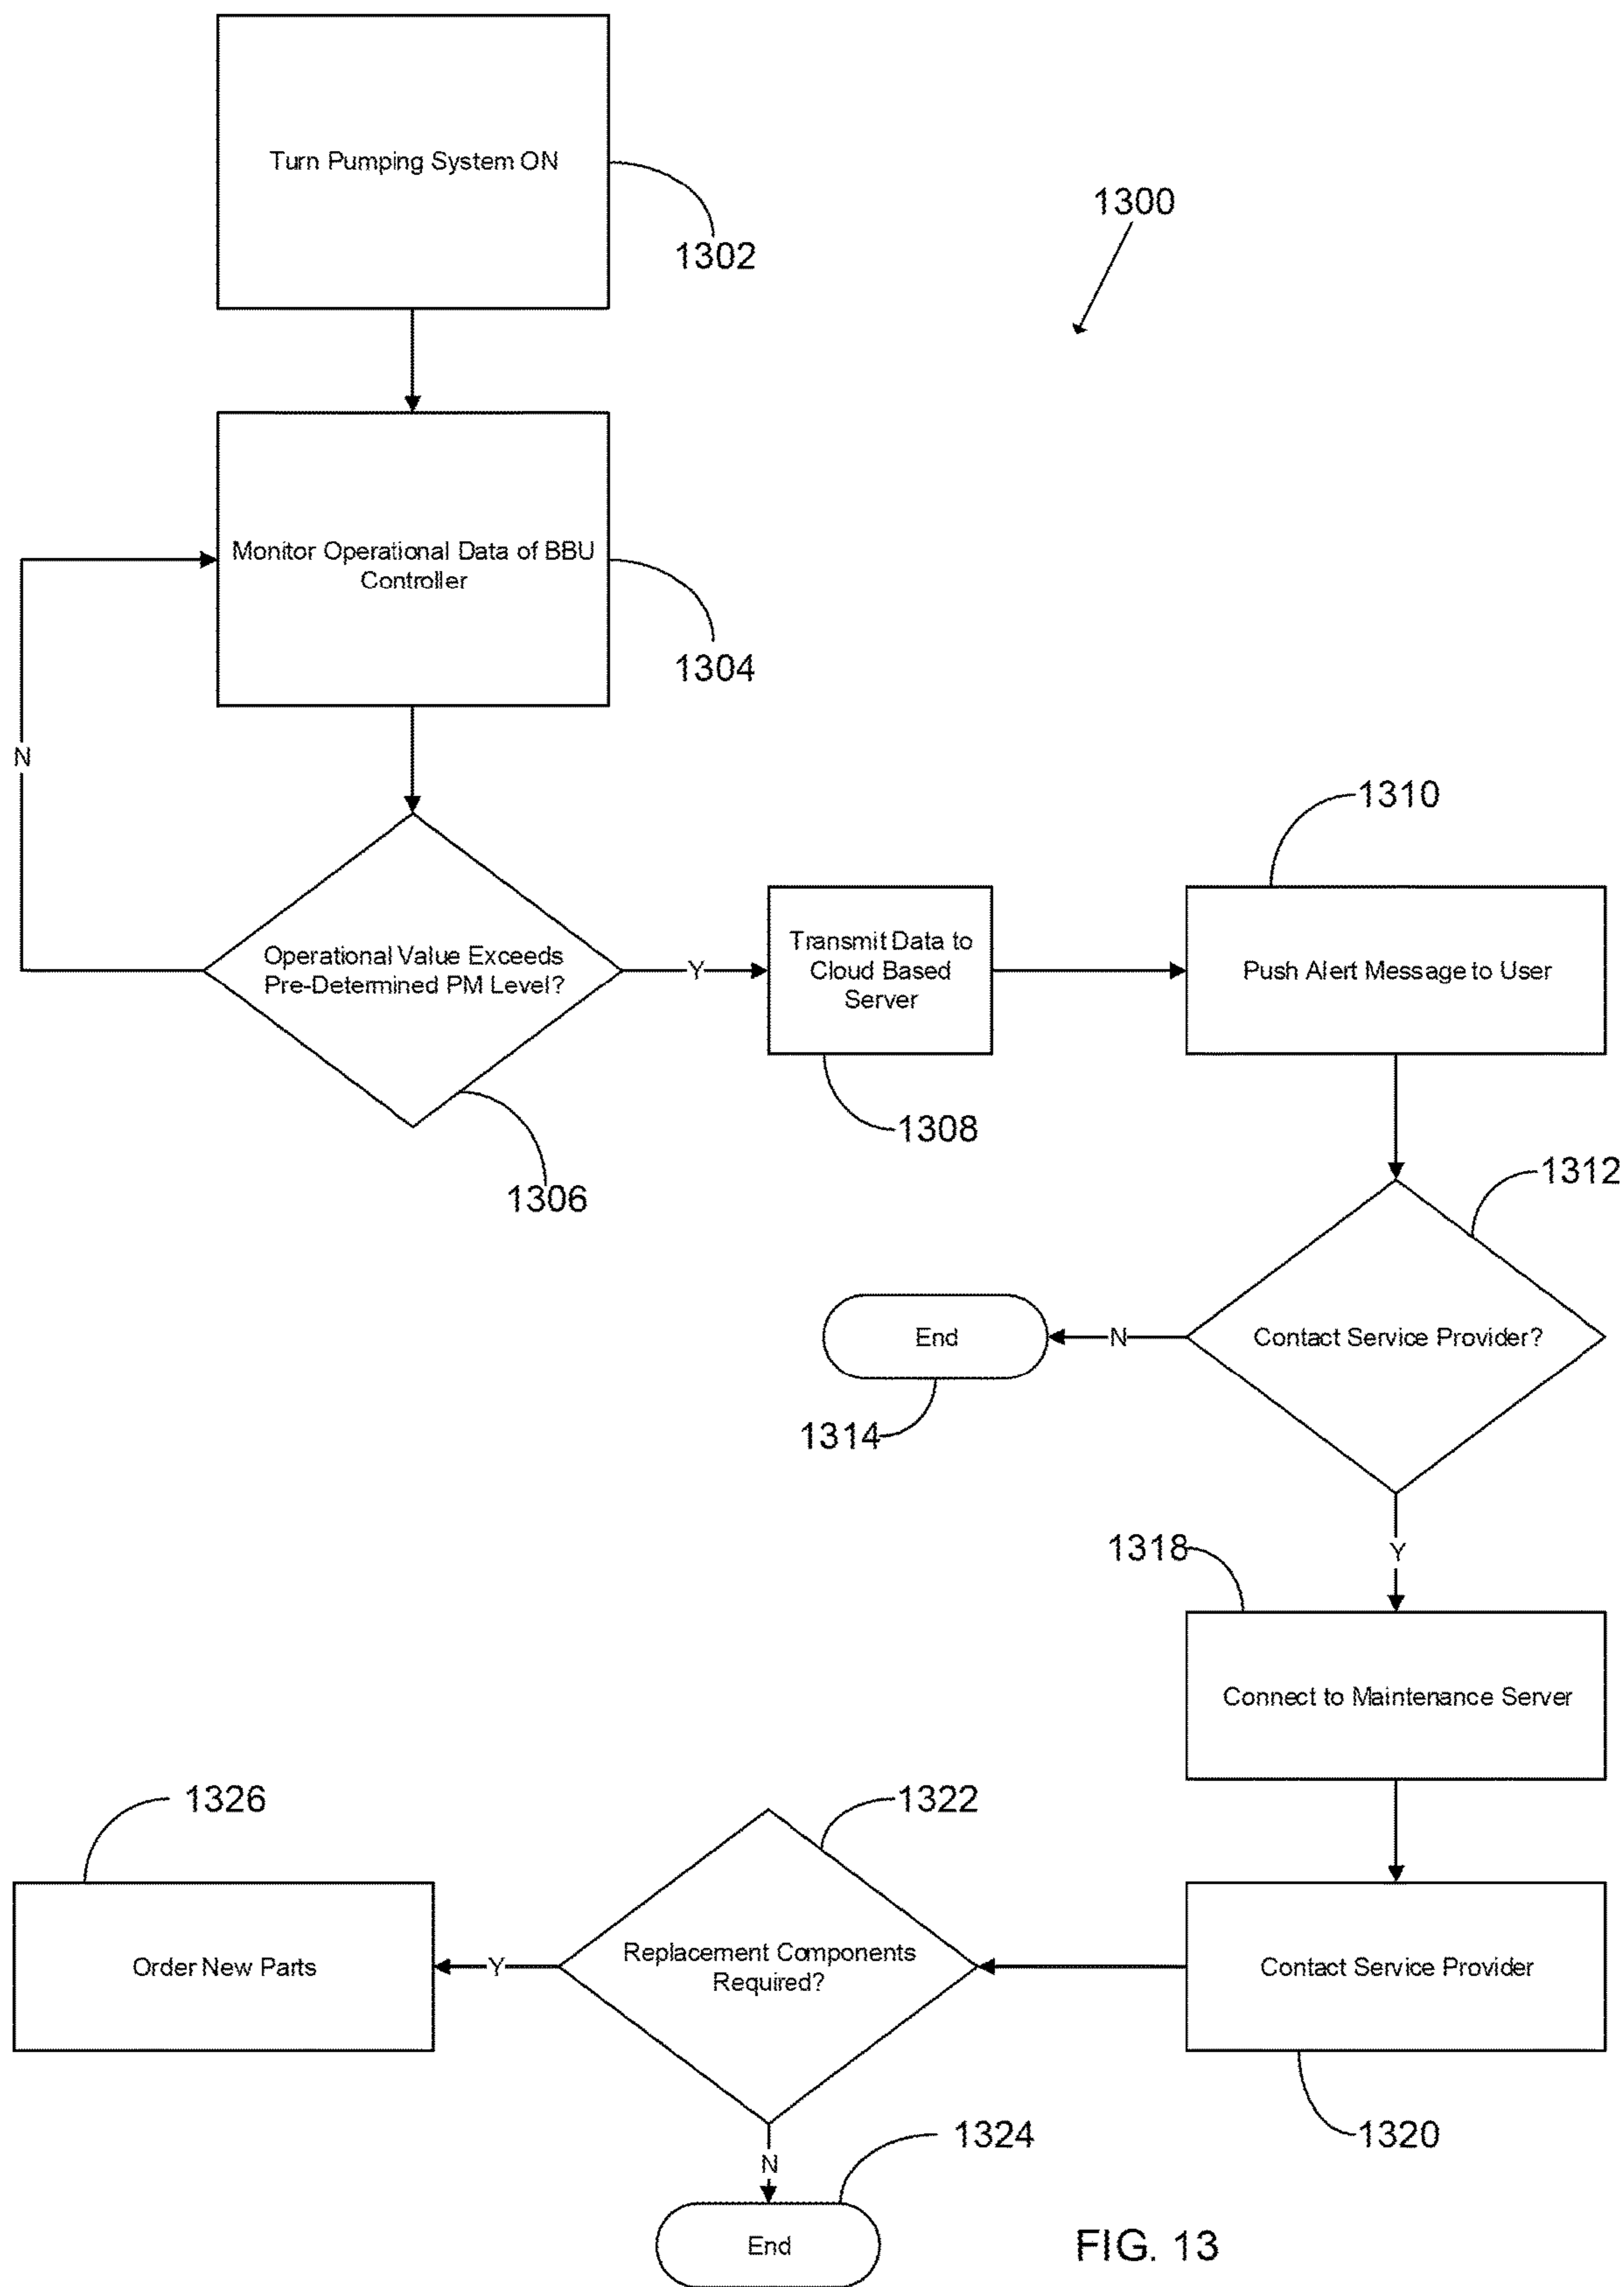 Turn Pumping System ON
1302
1300
Monitor Operational Data of BBU
Controller
1304
N
Operational Value Exceeds
Pre-Determined PM Level?
1306
Y
Transmit Data to
Cloud Based
Server
1308
1310
Push Alert Message to User
1312
Contact Service Provider?
N
End
1314
Y
1318
Connect to Maintenance Server
1320
Contact Service Provider
1322
Replacement Components
Required?
Y
1326
Order New Parts
N
1324
End
FIG. 13